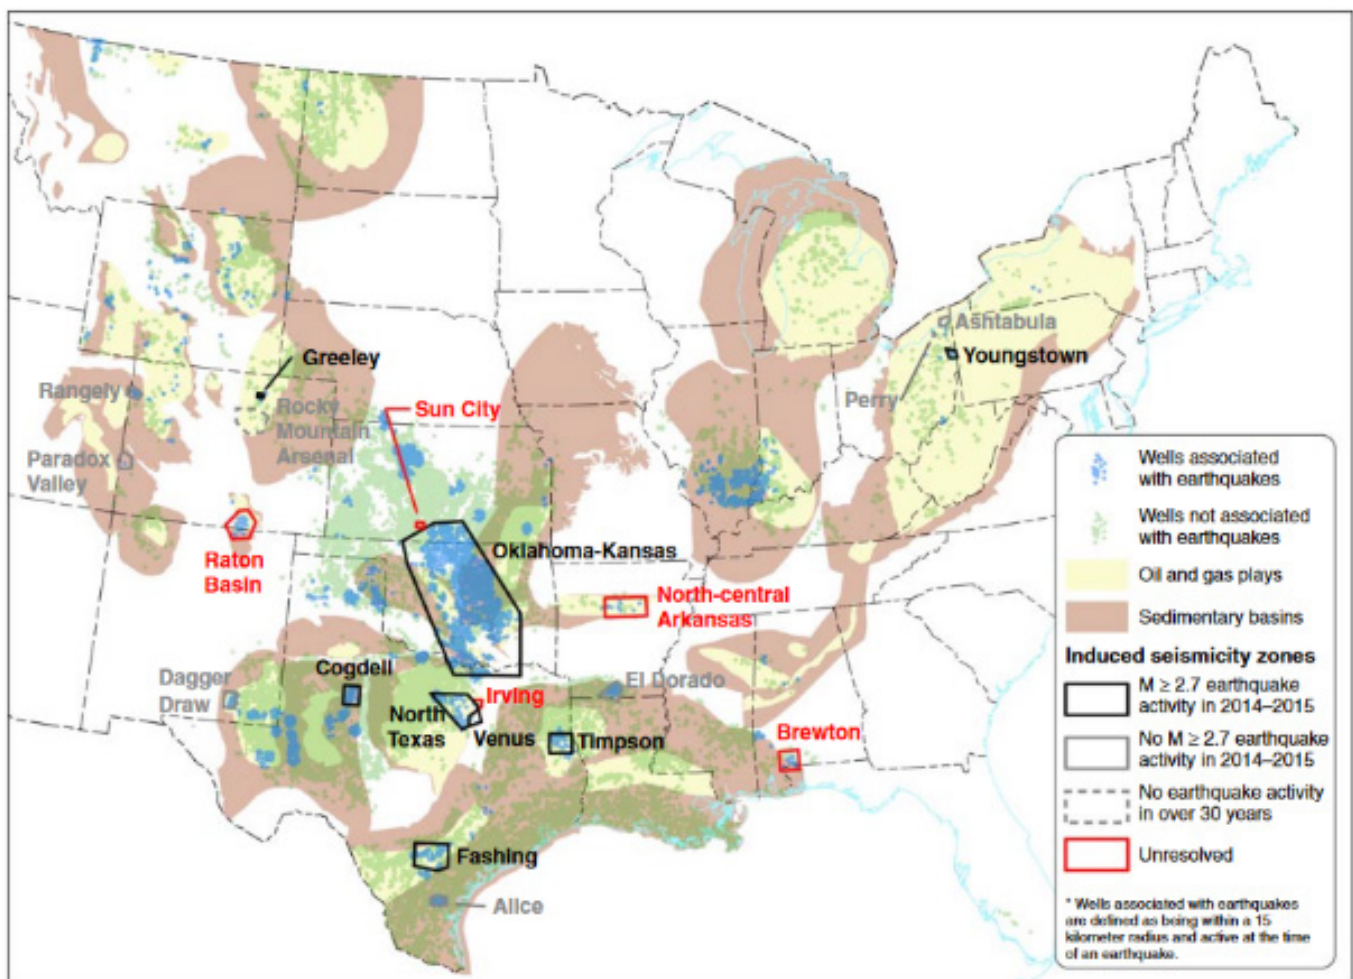 Greeley
Rangely
Rocky
Mountain
Arsenal
Sun City
Paradox
Valley
Raton
Basin
Oklahoma-Kansas
North-central
Arkansas
Ashtabula
Youngstown
Perry
Dagger
Draw
Cogdell
North
Texas
Irving
Venus
El Dorado
Timpson
Brewton
Fashing
Alice
Wells associated
with earthquakes
Wells not associated
with earthquakes
Oil and gas plays
Sedimentary basins
Induced seismicity zones
M ≥ 2.7 earthquake
activity in 2014–2015
No M ≥ 2.7 earthquake
activity in 2014–2015
No earthquake activity
in over 30 years
Unresolved
* Wells associated with earthquakes
are defined as being within a 15
kilometer radius and active at the time
of an earthquake.